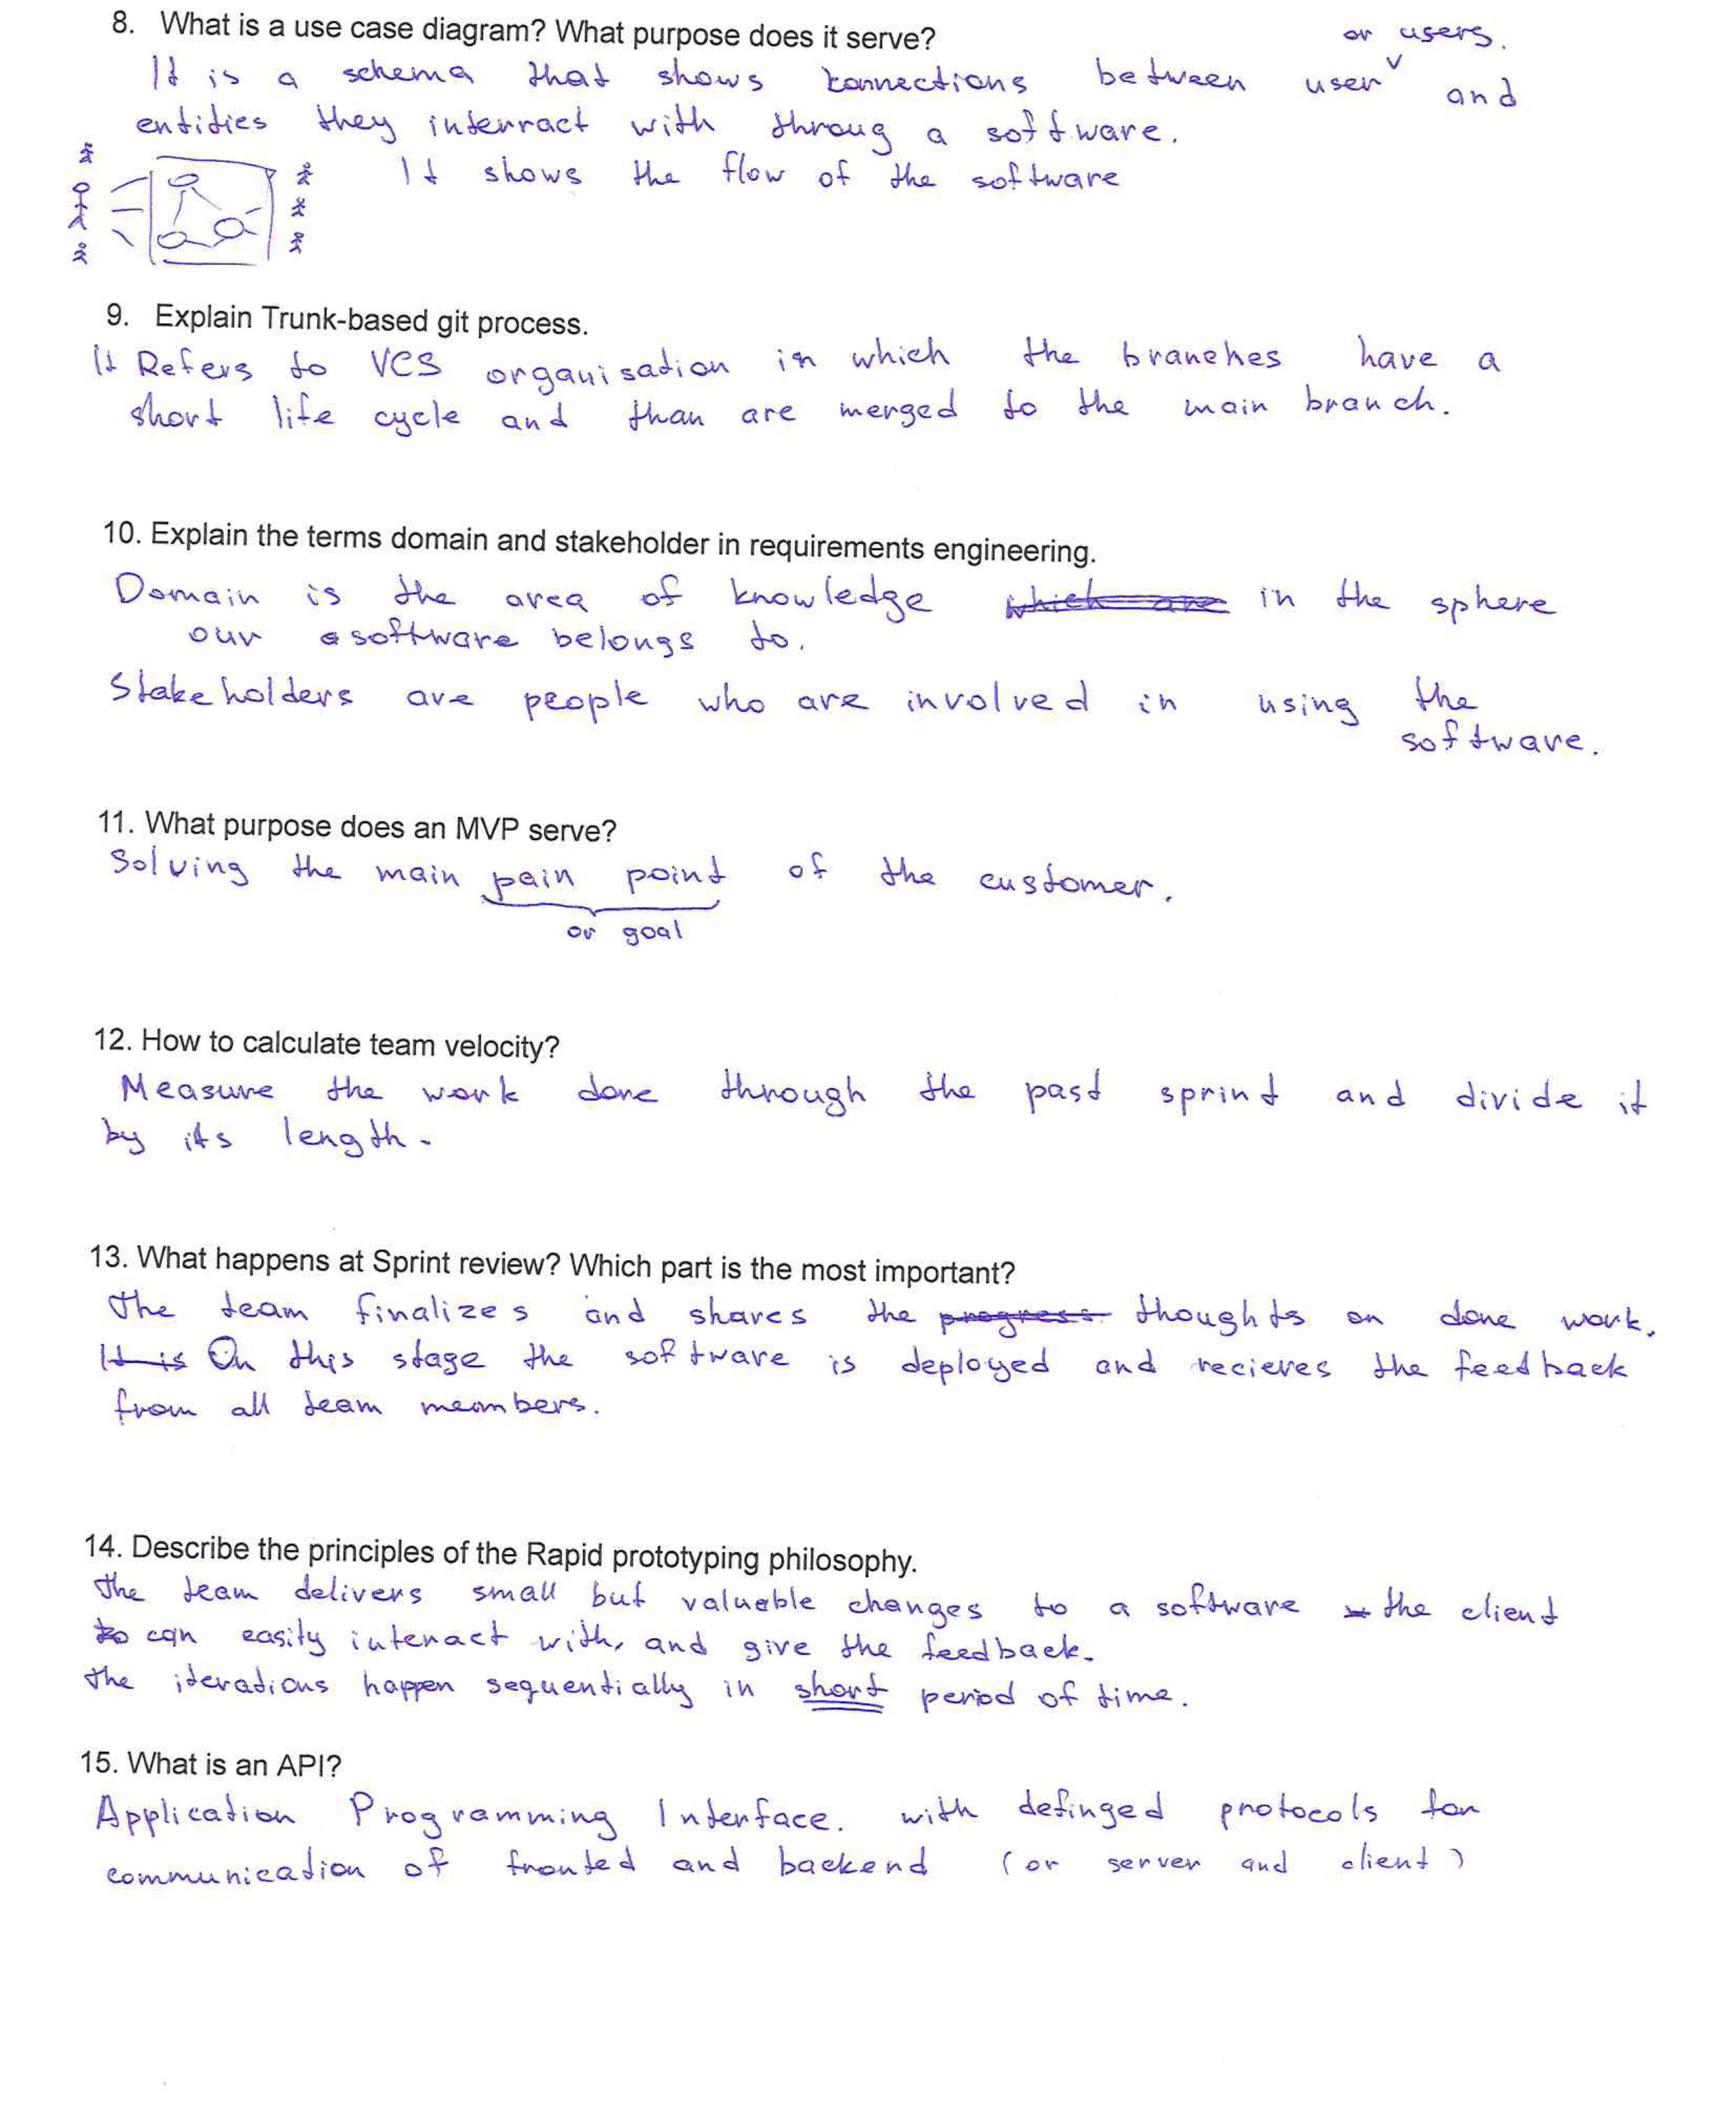 8. What is a use case diagram? What purpose does it serve?
or users.
It is a schema that shows connections between user and
entities they interract with throug a software.
It shows the flow of the software
9. Explain Trunk-based git process.
It Refers to VCS organisation in which the branches have a
short life cycle and than are merged to the main branch.
10. Explain the terms domain and stakeholder in requirements engineering.
Domain is the area of knowledge which are in the sphere
our software belongs to.
Stakeholders are people who are involved in using the
software.
11. What purpose does an MVP serve?
Solving the main pain point of the customer.
or goal
12. How to calculate team velocity?
Measure the work done through the past sprint and divide it
by its length.
13. What happens at Sprint review? Which part is the most important?
The team finalizes and shares the progress thoughts on done work.
It is On this stage the software is deployed and recieves the feedback
from all team meambers.
14. Describe the principles of the Rapid prototyping philosophy.
The team delivers small but valuable changes to a software the client
to can easily interact with, and give the feedback.
The iterations happen sequentially in short period of time.
15. What is an API?
Application Programming Interface. with definged protocols for
communication of fronted and backend (or server and client)